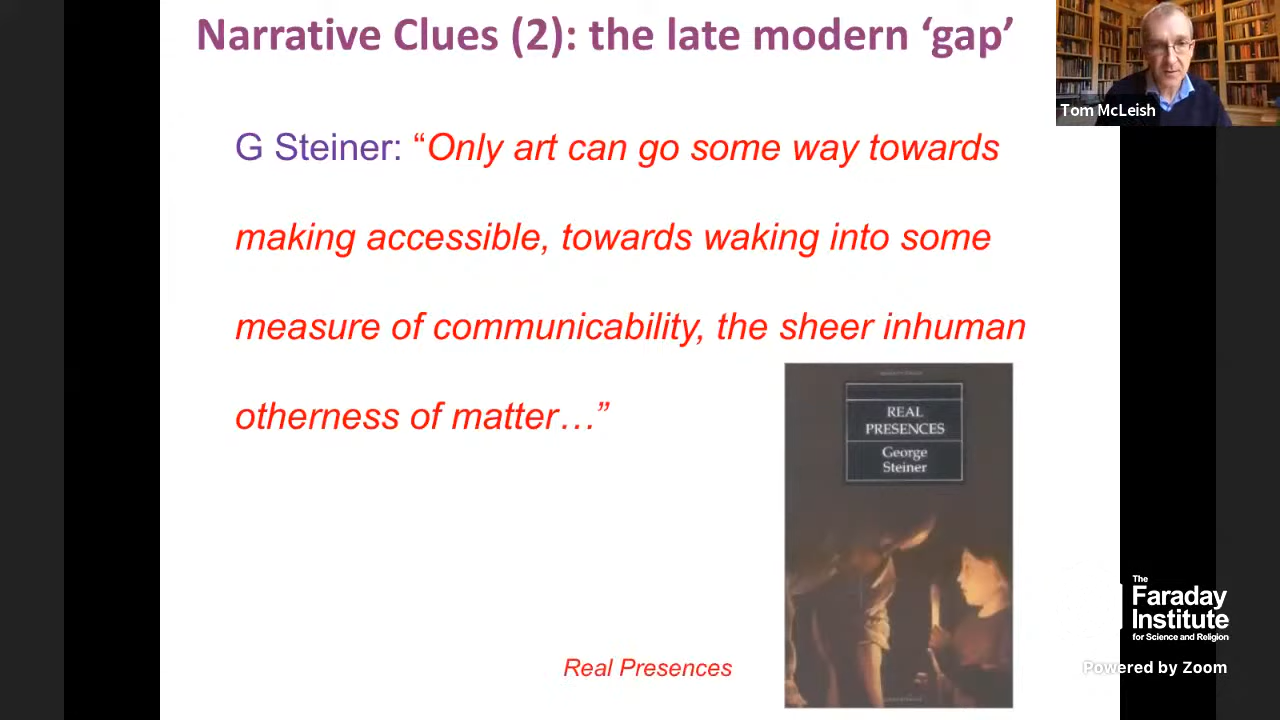 Narrative Clues (2): the late modern ‘gap’
Tom McLeish
G Steiner: “Only art can go some way towards
making accessible, towards waking into some
measure of communicability, the sheer inhuman
otherness of matter…”
REAL
PRESENCES
George
Steiner
Real Presences
The
Faraday
Institute
for Science and Religion
Powered by Zoom